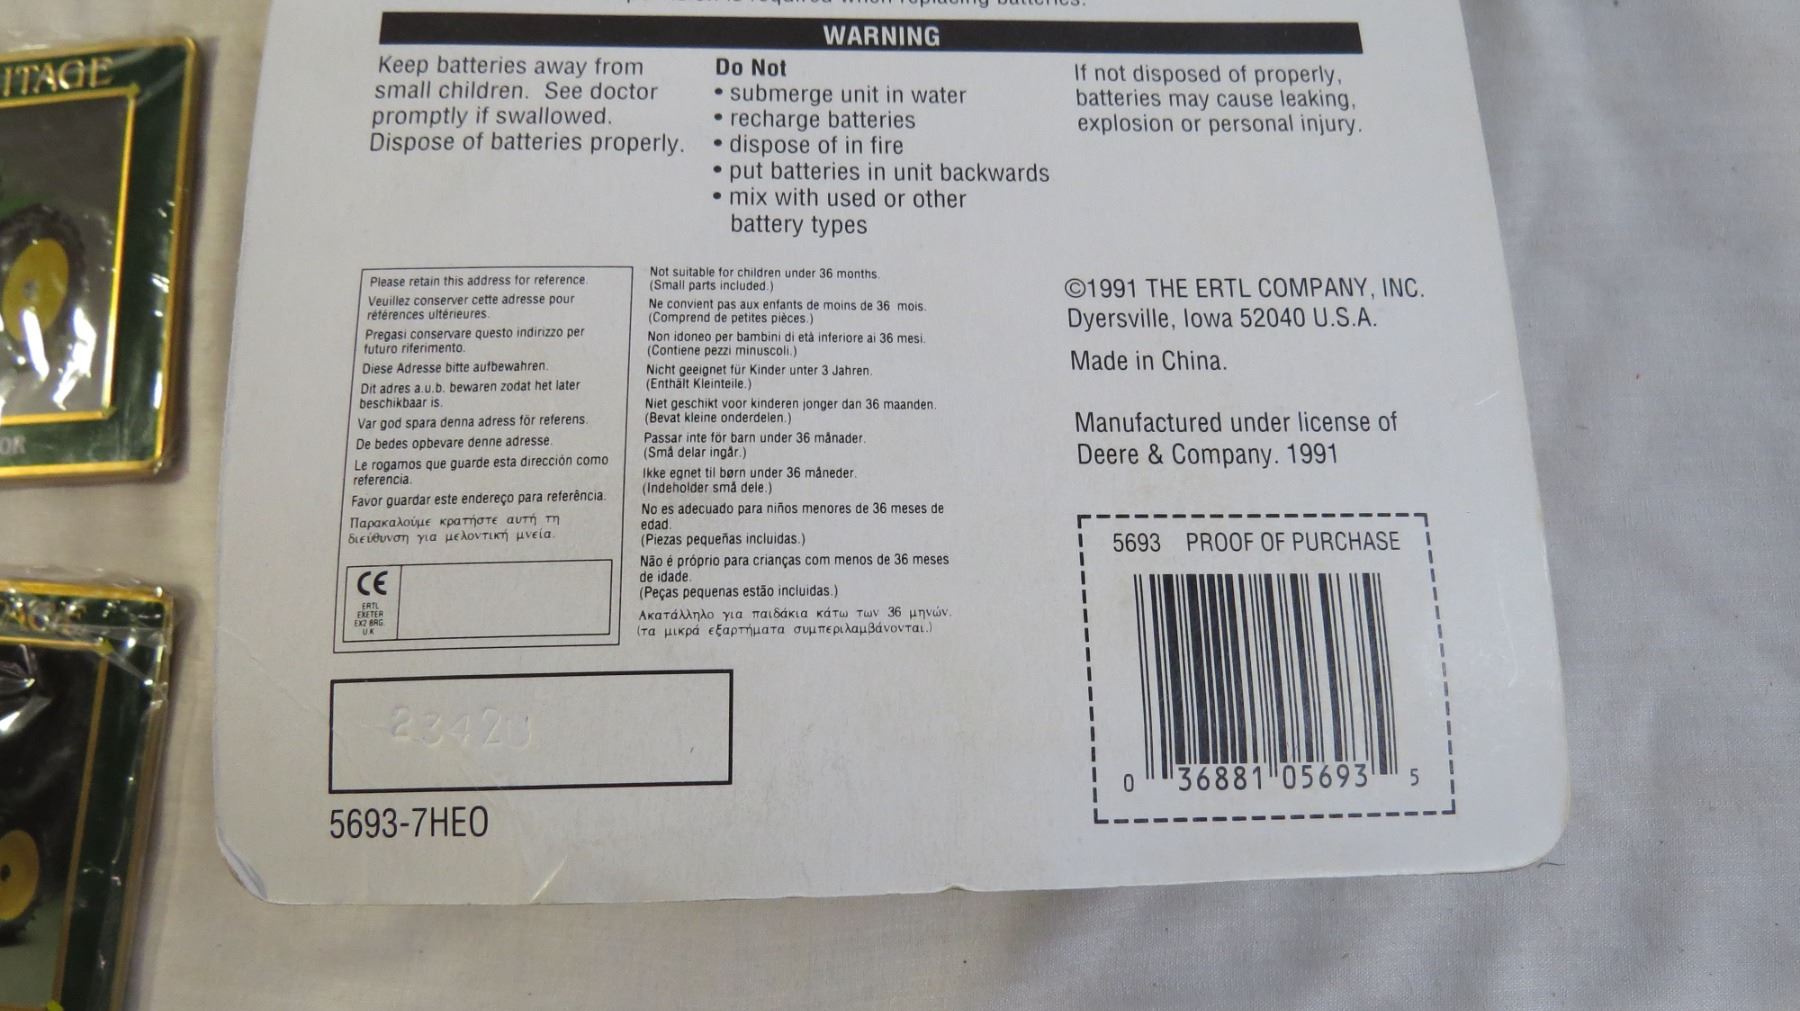 ITAGE
OR
WARNING
Keep batteries away from
small children. See doctor
promptly if swallowed.
Dispose of batteries properly.
Do Not
• submerge unit in water
• recharge batteries
• dispose of in fire
• put batteries in unit backwards
• mix with used or other
battery types
If not disposed of properly,
batteries may cause leaking,
explosion or personal injury.
Please retain this address for reference.
Veuillez conserver cette adresse pour
références ultérieures.
Pregasi conservare questo indirizzo per
futuro riferimento.
Diese Adresse bitte aufbewahren.
Dit adres a.u.b. bewaren zodat het later
beschikbaar is.
Var god spara denna adress för referens.
De bedes opbevare denne adresse.
Le rogamos que guarde esta dirección como
referencia.
Favor guardar este endereço para referência.
Παρακαλούμε κρατήστε αυτή τη
διεύθυνση για μελοντική μνεία.
CE
ERTL
EXETER
EX2 8RG
UK
Not suitable for children under 36 months.
(Small parts included.)
Ne convient pas aux enfants de moins de 36 mois.
(Comprend de petites pièces.)
Non idoneo per bambini di età inferiore ai 36 mesi.
(Contiene pezzi minuscoli.)
Nicht geeignet für Kinder unter 3 Jahren.
(Enthält Kleinteile.)
Niet geschikt voor kinderen jonger dan 36 maanden.
(Bevat kleine onderdelen.)
Passar inte för barn under 36 månader.
(Små delar ingår.)
Ikke egnet til børn under 36 måneder.
(Indeholder små dele.)
No es adecuado para niños menores de 36 meses de
edad.
(Piezas pequeñas incluidas.)
Não é próprio para crianças com menos de 36 meses
de idade.
(Peças pequenas estão incluidas.)
Ακατάλληλο για παιδάκια κάτω των 36 μηνών.
(τα μικρά εξαρτήματα συμπεριλαμβάνονται.)
©1991 THE ERTL COMPANY, INC.
Dyersville, Iowa 52040 U.S.A.
Made in China.
Manufactured under license of
Deere & Company. 1991
5693 PROOF OF PURCHASE
0 36881 05693 5
5693-7HEO